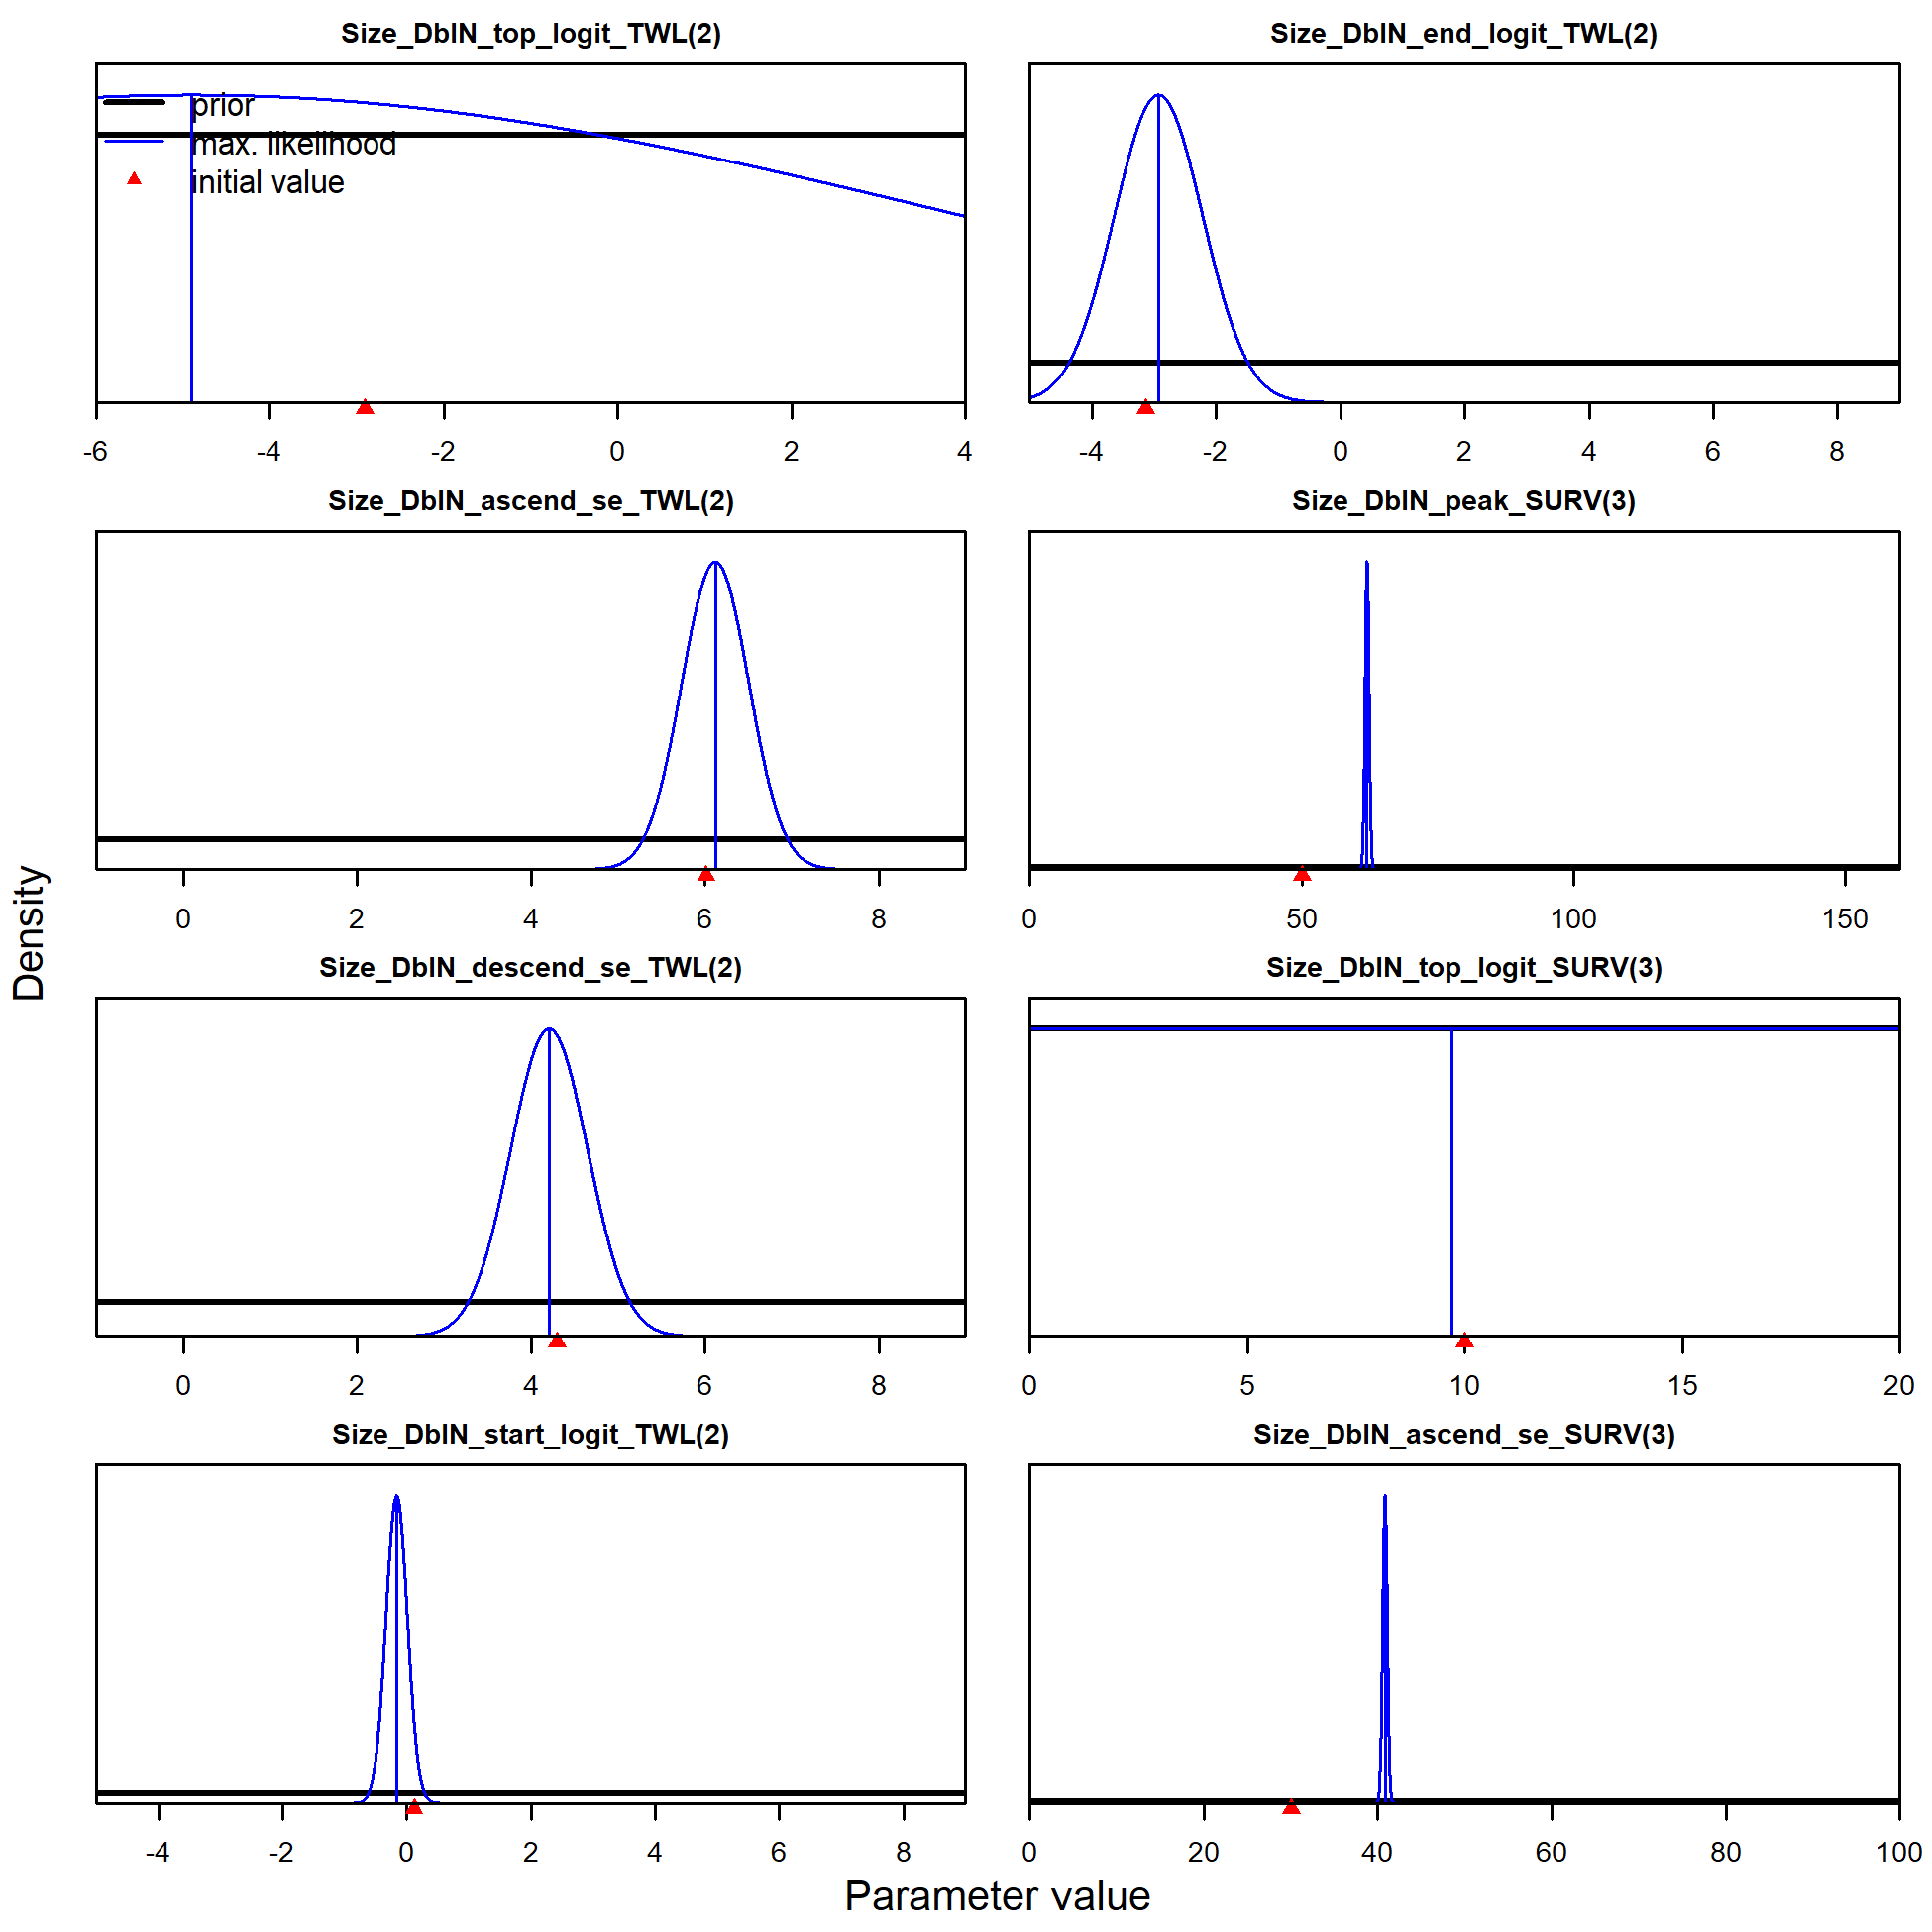 Size_DblN_top_logit_TWL(2)
prior
max. likelihood
initial value
-6 -4 -2 0 2 4
Size_DblN_end_logit_TWL(2)
-4 -2 0 2 4 6 8
Size_DblN_ascend_se_TWL(2)
0 2 4 6 8
Size_DblN_peak_SURV(3)
0 50 100 150
Size_DblN_descend_se_TWL(2)
0 2 4 6 8
Size_DblN_top_logit_SURV(3)
0 5 10 15 20
Size_DblN_start_logit_TWL(2)
-4 -2 0 2 4 6 8
Size_DblN_ascend_se_SURV(3)
0 20 40 60 80 100
Density
Parameter value